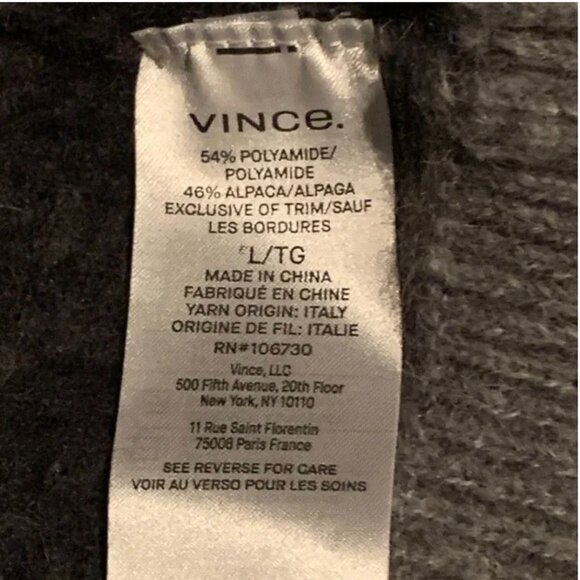 VINCE.
54% POLYAMIDE/
POLYAMIDE
46% ALPACA/ALPAGA
EXCLUSIVE OF TRIM/SAUF
LES BORDURES
L/TG
MADE IN CHINA
FABRIQUÉ EN CHINE
YARN ORIGIN: ITALY
ORIGINE DE FIL: ITALIE
RN#106730
Vince, LLC
500 Fifth Avenue, 20th Floor
New York, NY 10110
11 Rue Saint Florentin
75008 Paris France
SEE REVERSE FOR CARE
VOIR AU VERSO POUR LES SOINS